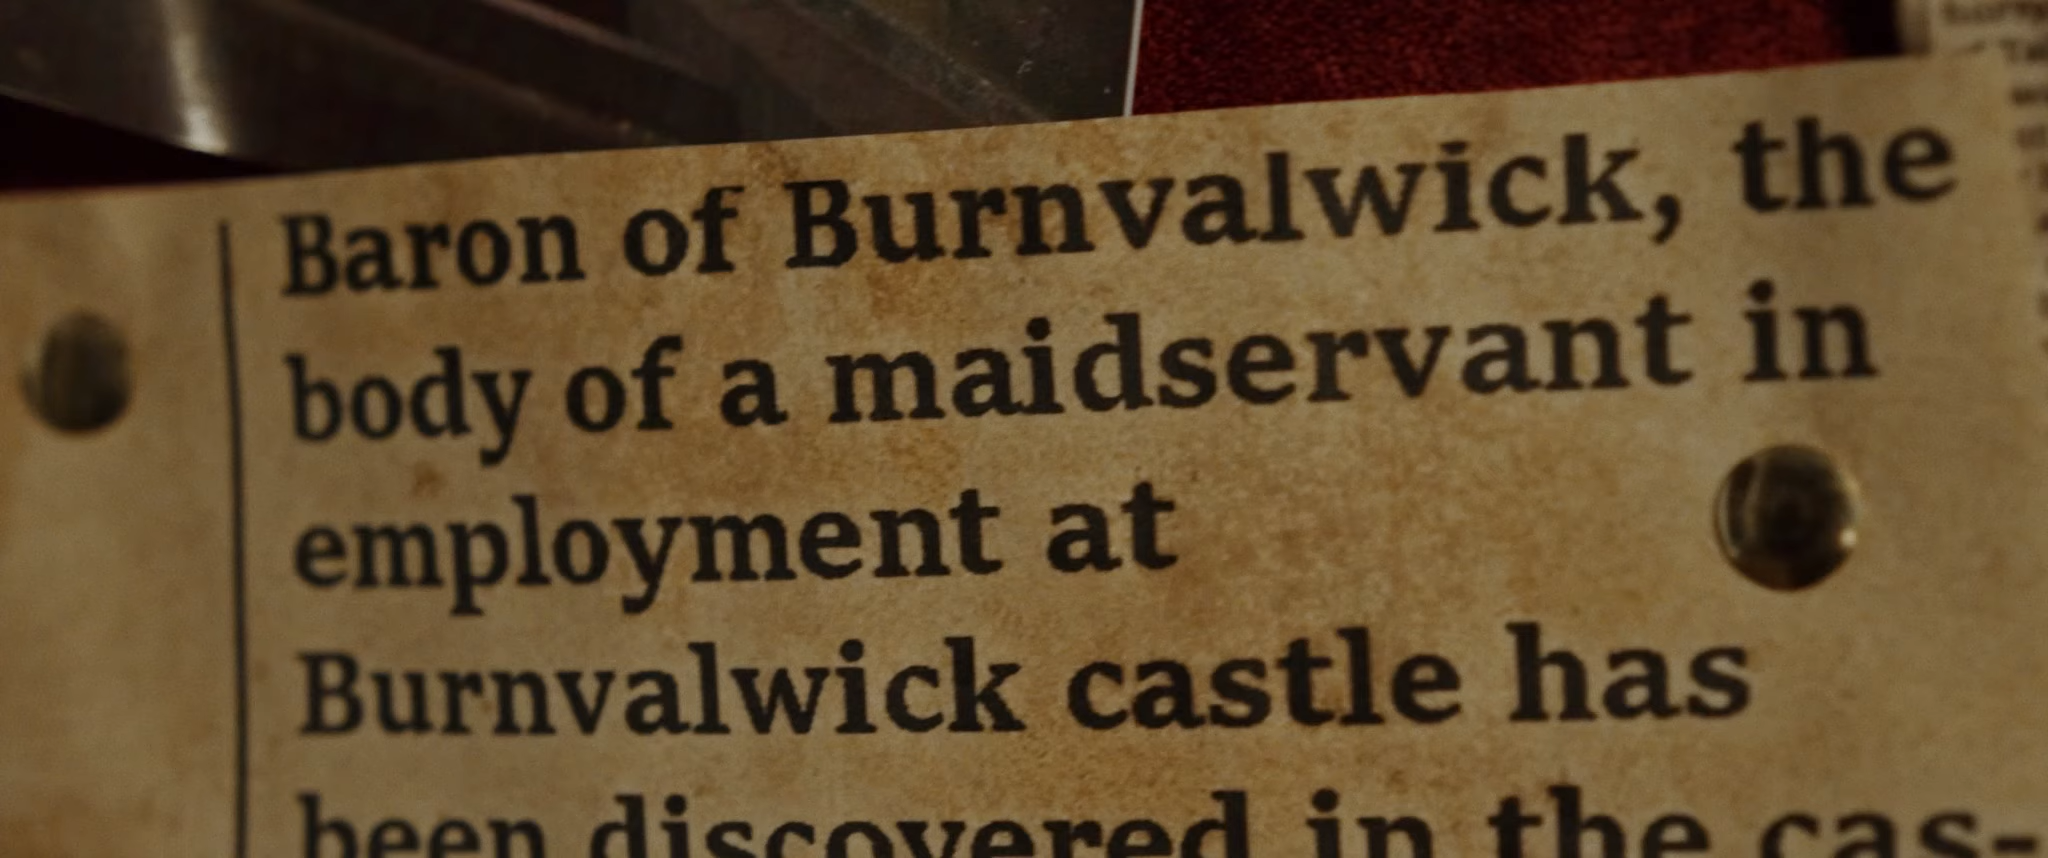 Baron of Burnvalwick, the
body of a maidservant in
employment at
Burnvalwick castle has
been discovered in the cas-